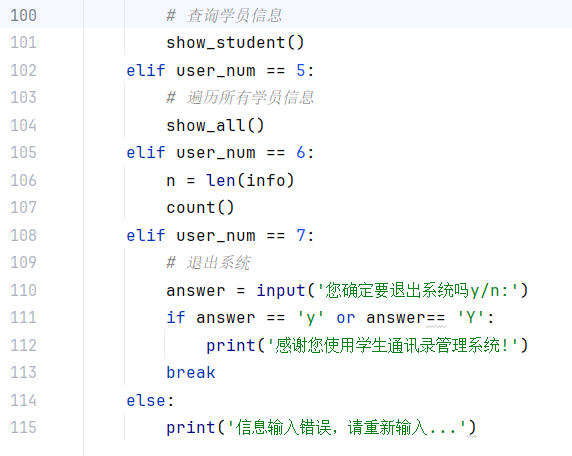 100 # 查询学员信息
101 show_student()
102 elif user_num == 5:
103 # 遍历所有学员信息
104 show_all()
105 elif user_num == 6:
106 n = len(info)
107 count()
108 elif user_num == 7:
109 # 退出系统
110 answer = input('您确定要退出系统吗y/n:')
111 if answer == 'y' or answer== 'Y':
112 print('感谢您使用学生通讯录管理系统!')
113 break
114 else:
115 print('信息输入错误，请重新输入...')